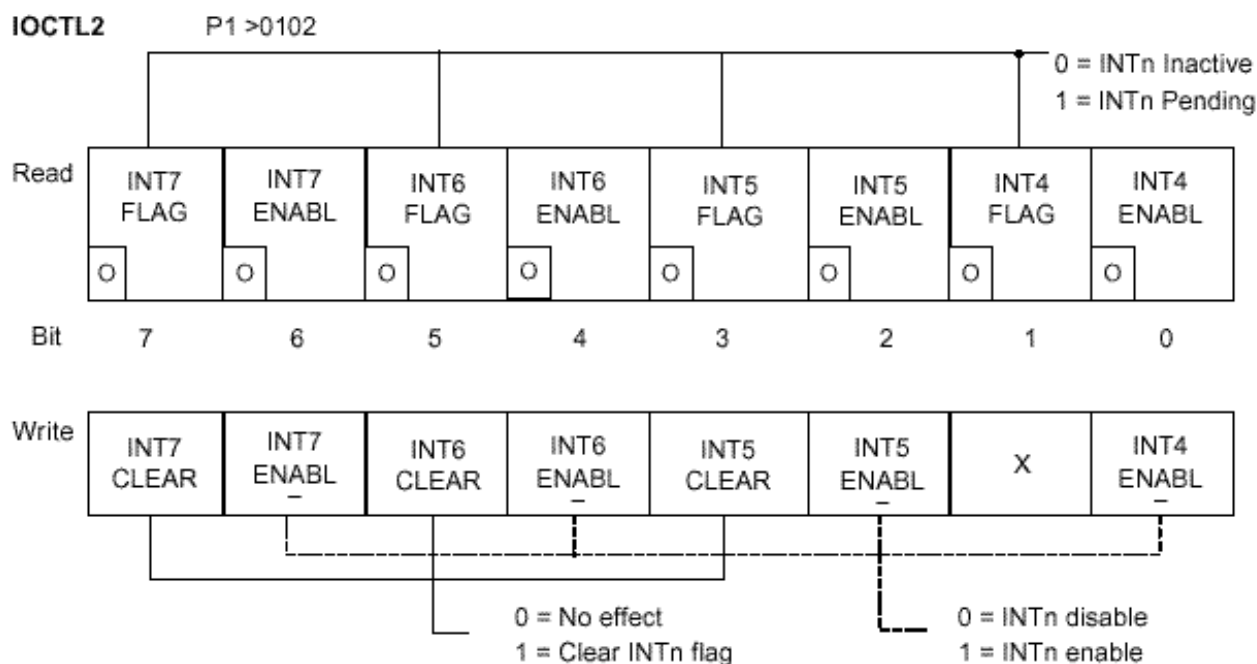 IOCTL2 P1 >0102
0 = INTn Inactive
1 = INTn Pending
Read
INT7 FLAG
INT7 ENABL
INT6 FLAG
INT6 ENABL
INT5 FLAG
INT5 ENABL
INT4 FLAG
INT4 ENABL
O O O O O O O O
Bit 7 6 5 4 3 2 1 0
Write
INT7 CLEAR
INT7 ENABL
INT6 CLEAR
INT6 ENABL
INT5 CLEAR
INT5 ENABL
X
INT4 ENABL
0 = No effect
1 = Clear INTn flag
0 = INTn disable
1 = INTn enable